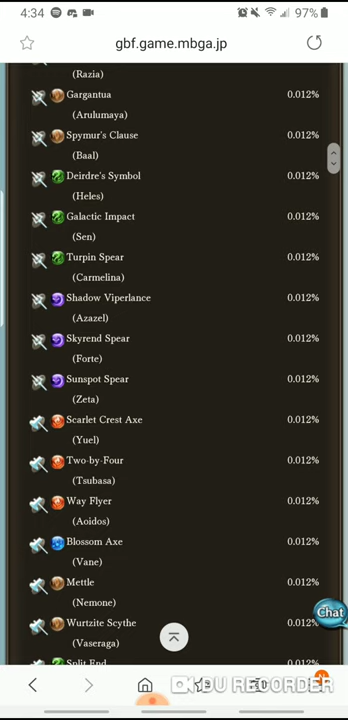 4:34
97%
gbf.game.mbga.jp
(Razia)
Gargantua 0.012%
(Arulumaya)
Spymur's Clause 0.012%
(Baal)
Deirdre's Symbol 0.012%
(Heles)
Galactic Impact 0.012%
(Sen)
Turpin Spear 0.012%
(Carmelina)
Shadow Viperlance 0.012%
(Azazel)
Skyrend Spear 0.012%
(Forte)
Sunspot Spear 0.012%
(Zeta)
Scarlet Crest Axe 0.012%
(Yuel)
Two-by-Four 0.012%
(Tsubasa)
Way Flyer 0.012%
(Aoidos)
Blossom Axe 0.012%
(Vane)
Mettle 0.012%
(Nemone)
Chat
Wurtzite Scythe 0.012%
(Vaseraga)
Split End 0.012%
DU RECORDER